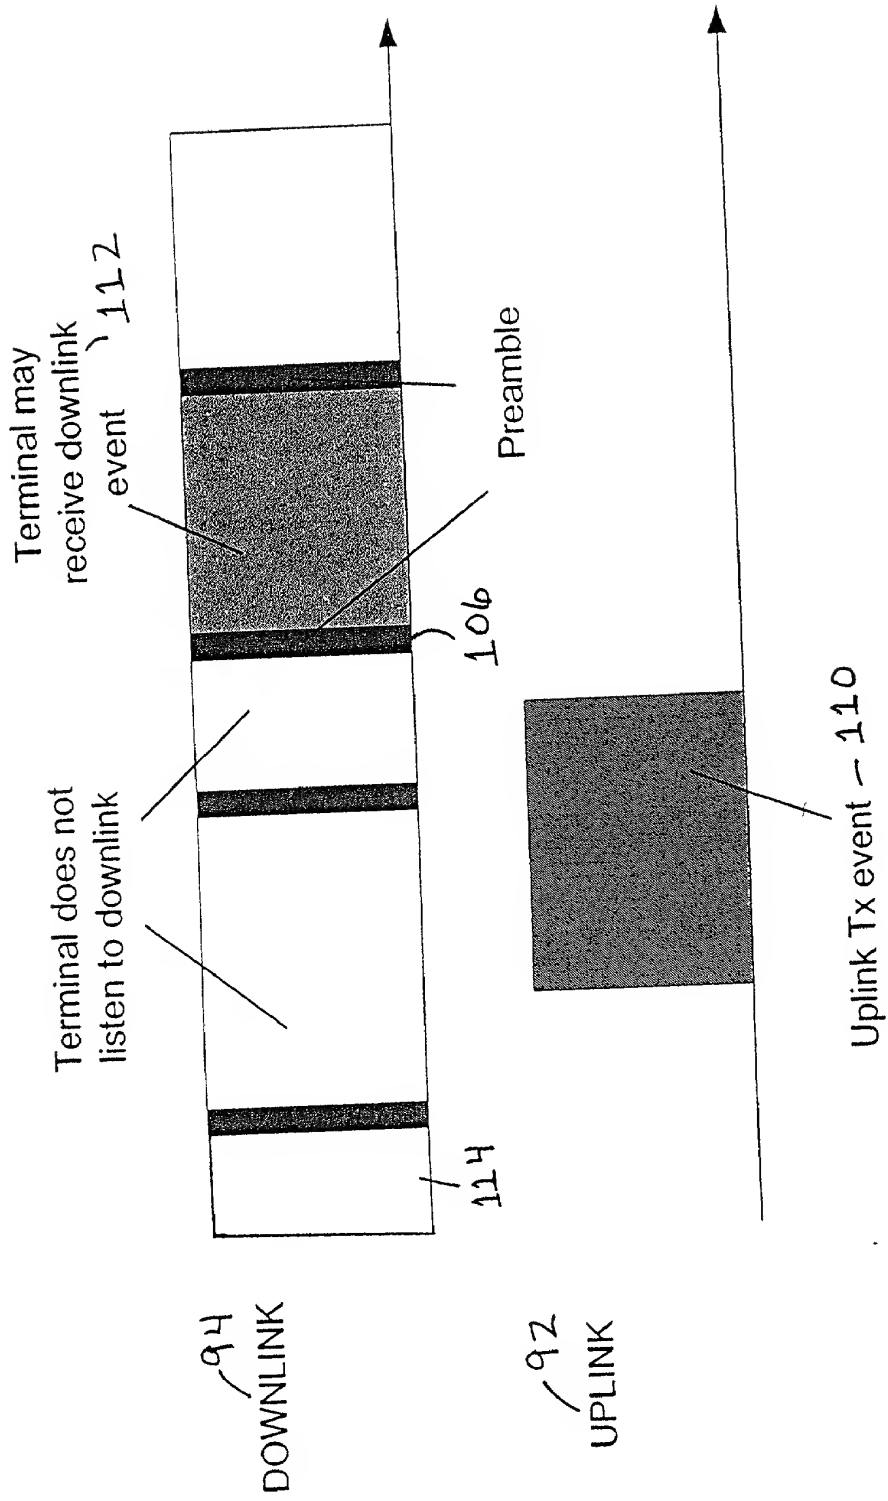 Terminal may
receive downlink
event
112
Terminal does not
listen to downlink
94
DOWNLINK
114
106
Preamble
92
UPLINK
Uplink Tx event – 110